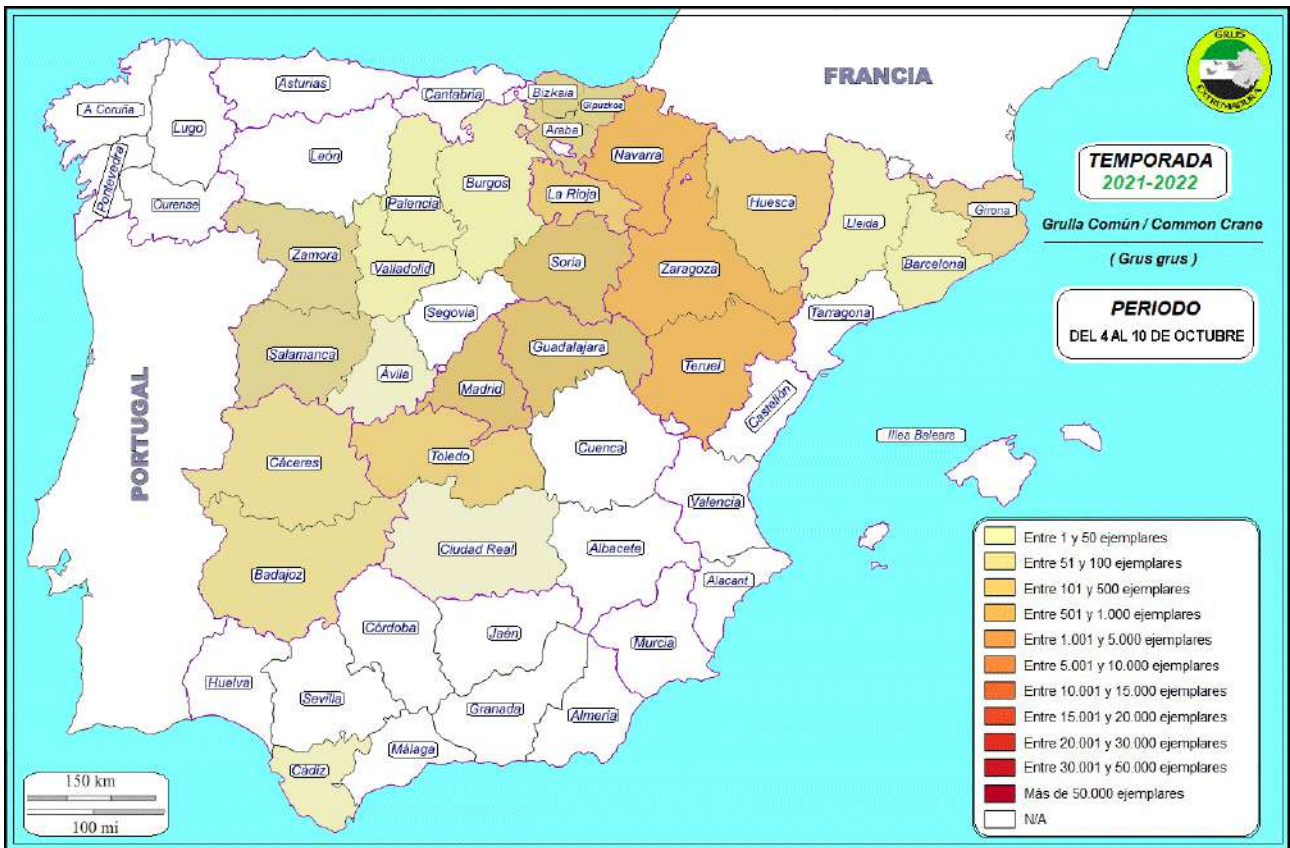 GRUS
EXTREMADURA
FRANCIA
TEMPORADA
2021-2022
Grulla Común / Common Crane
( Grus grus )
PERIODO
DEL 4 AL 10 DE OCTUBRE
A Coruña
Lugo
Asturias
Cantabria
Bizkaia
Gipuzkoa
Araba
Navarra
Pontevedra
Ourense
León
Palencia
Burgos
La Rioja
Huesca
Lleida
Girona
Barcelona
Zamora
Valladolid
Soria
Zaragoza
Tarragona
Segovia
Salamanca
Ávila
Madrid
Guadalajara
Teruel
Castellón
PORTUGAL
Cáceres
Toledo
Cuenca
Valencia
Illes Balears
Badajoz
Ciudad Real
Albacete
Alacant
Córdoba
Jaén
Murcia
Huelva
Sevilla
Granada
Almería
Málaga
Cádiz
150 km
100 mi
Entre 1 y 50 ejemplares
Entre 51 y 100 ejemplares
Entre 101 y 500 ejemplares
Entre 501 y 1.000 ejemplares
Entre 1.001 y 5.000 ejemplares
Entre 5.001 y 10.000 ejemplares
Entre 10.001 y 15.000 ejemplares
Entre 15.001 y 20.000 ejemplares
Entre 20.001 y 30.000 ejemplares
Entre 30.001 y 50.000 ejemplares
Más de 50.000 ejemplares
N/A